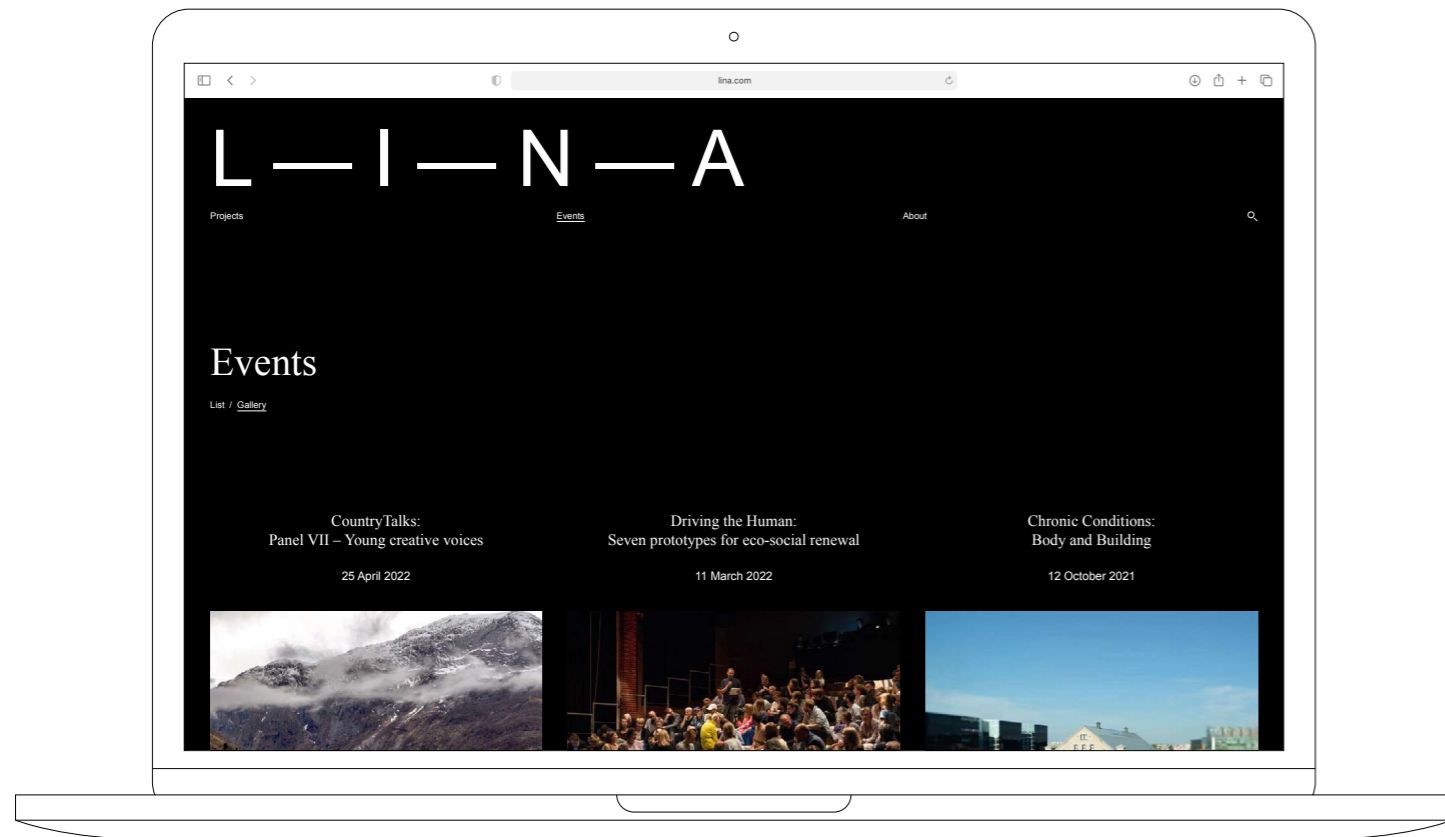 lina.com
L — I — N — A
Projects Events About
Events
List / Gallery
CountryTalks:
Panel VII – Young creative voices
25 April 2022
Driving the Human:
Seven prototypes for eco-social renewal
11 March 2022
Chronic Conditions:
Body and Building
12 October 2021